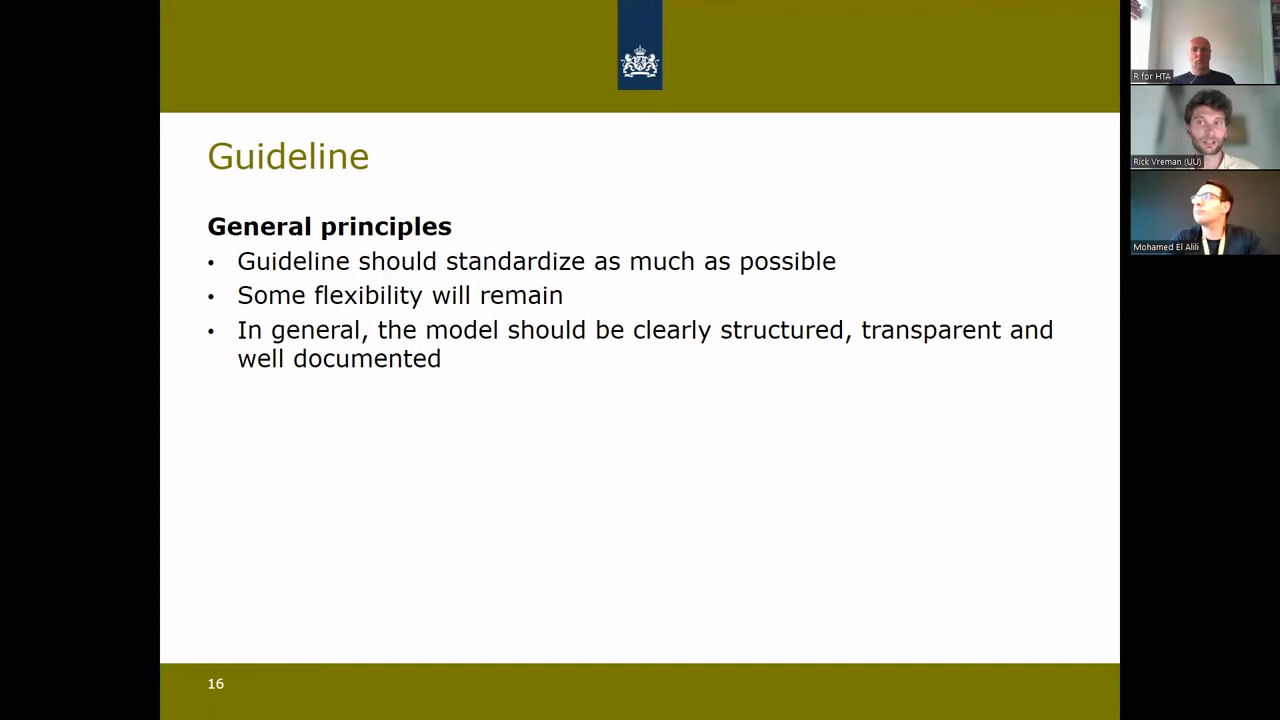 Guideline
General principles
• Guideline should standardize as much as possible
• Some flexibility will remain
• In general, the model should be clearly structured, transparent and
well documented
16
R for HTA
Rick Vreman (UU)
Mohamed El Alili